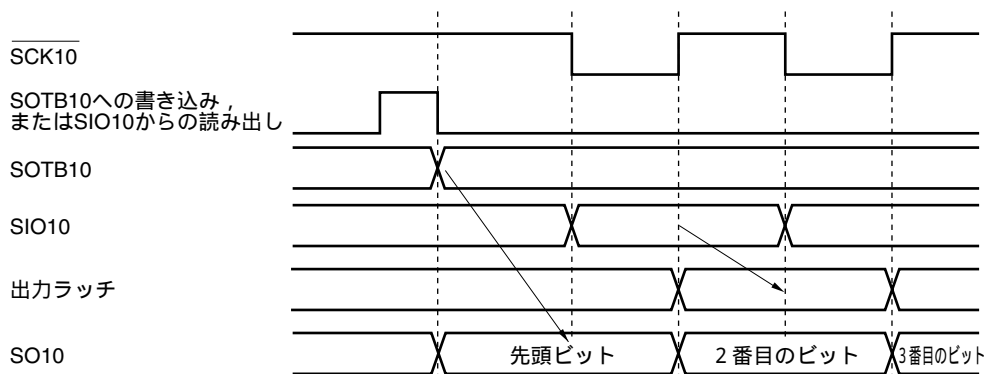 SCK10
SOTB10への書き込み，
またはSIO10からの読み出し
SOTB10
SIO10
出力ラッチ
SO10
先頭ビット
2番目のビット
3番目のビット